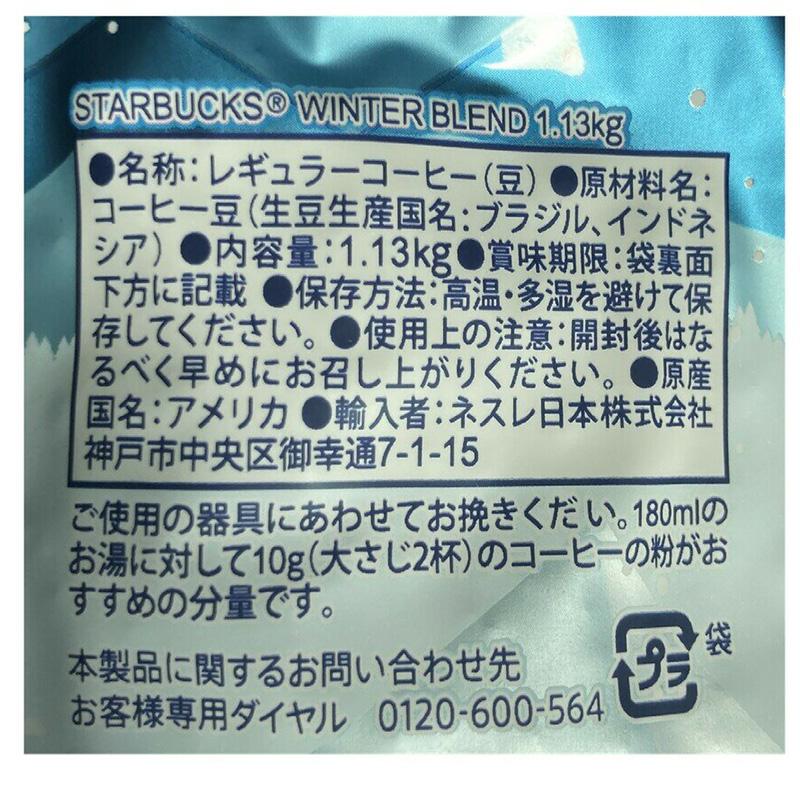 STARBUCKS® WINTER BLEND 1.13kg
●名称:レギュラーコーヒー(豆) ●原材料名:
コーヒー豆(生豆生産国名:ブラジル、インドネ
シア) ●内容量:1.13kg●賞味期限:袋裏面
下方に記載 ●保存方法:高温・多湿を避けて保
存してください。●使用上の注意:開封後はな
るべく早めにお召し上がりください。●原産
国名:アメリカ ●輸入者:ネスレ日本株式会社
神戸市中央区御幸通7-1-15
ご使用の器具にあわせてお挽きくだい。180mlの
お湯に対して10g(大さじ2杯)のコーヒーの粉がお
すすめの分量です。
プラ 袋
本製品に関するお問い合わせ先
お客様専用ダイヤル 0120-600-564